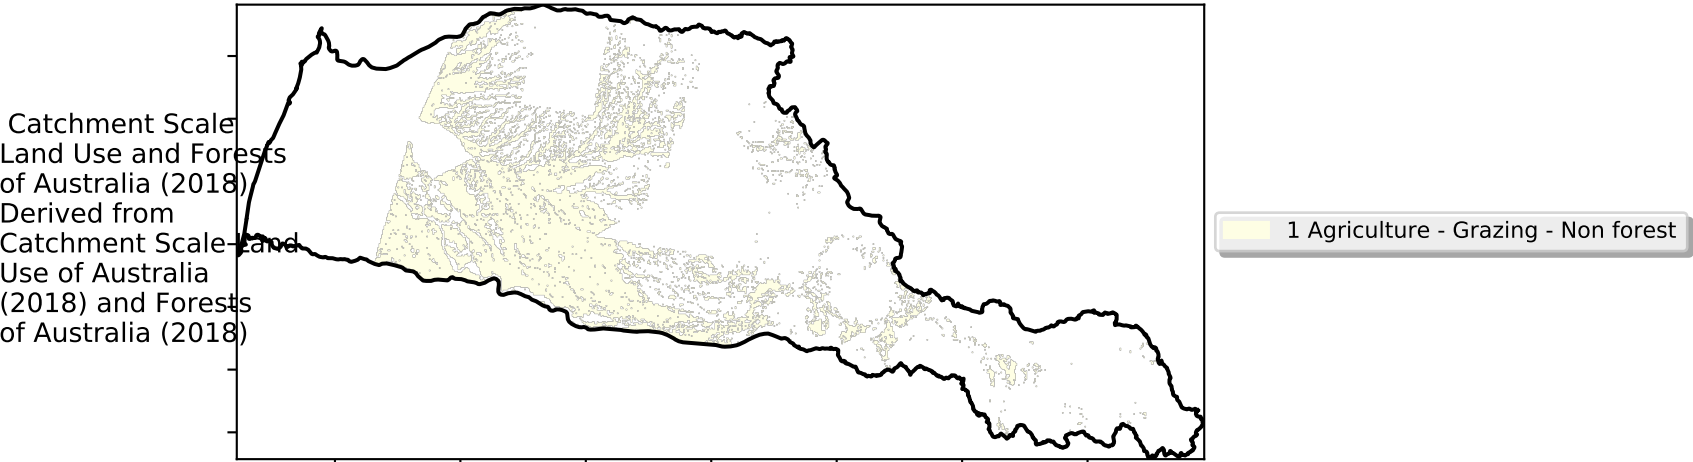 Catchment Scale
Land Use and Forests
of Australia (2018)
Derived from
Catchment Scale Land
Use of Australia
(2018) and Forests
of Australia (2018)
1 Agriculture - Grazing - Non forest